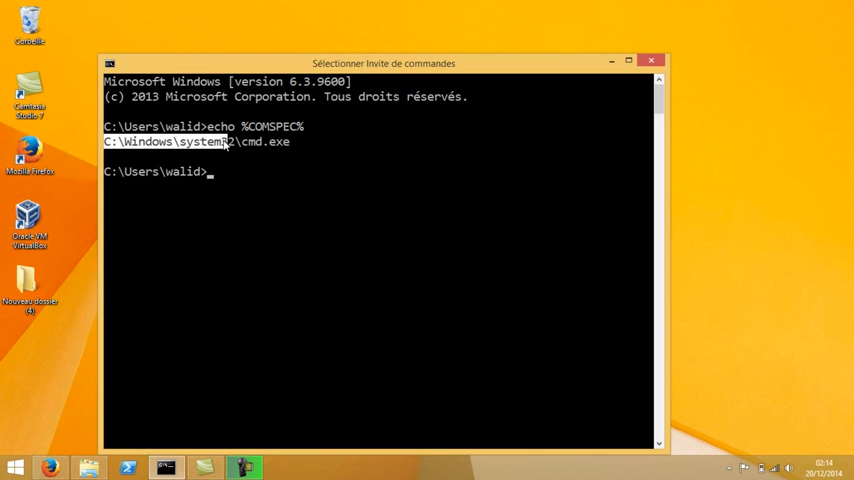 Corbeille
Camtasia
Studio 7
Mozilla Firefox
Oracle VM
VirtualBox
Nouveau dossier
(4)
Sélectionner Invite de commandes
Microsoft Windows [version 6.3.9600]
(c) 2013 Microsoft Corporation. Tous droits réservés.
C:\Users\walid>echo %COMSPEC%
C:\Windows\system32\cmd.exe
C:\Users\walid>_
02:14
20/12/2014